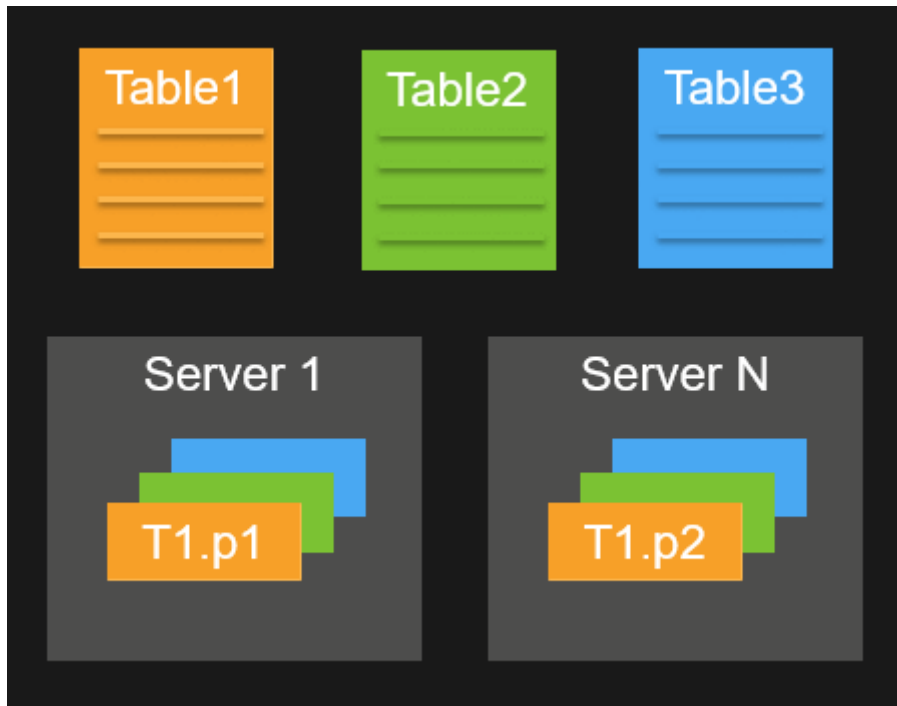 Table1
Table2
Table3
Server 1
Server N
T1.p1
T1.p2